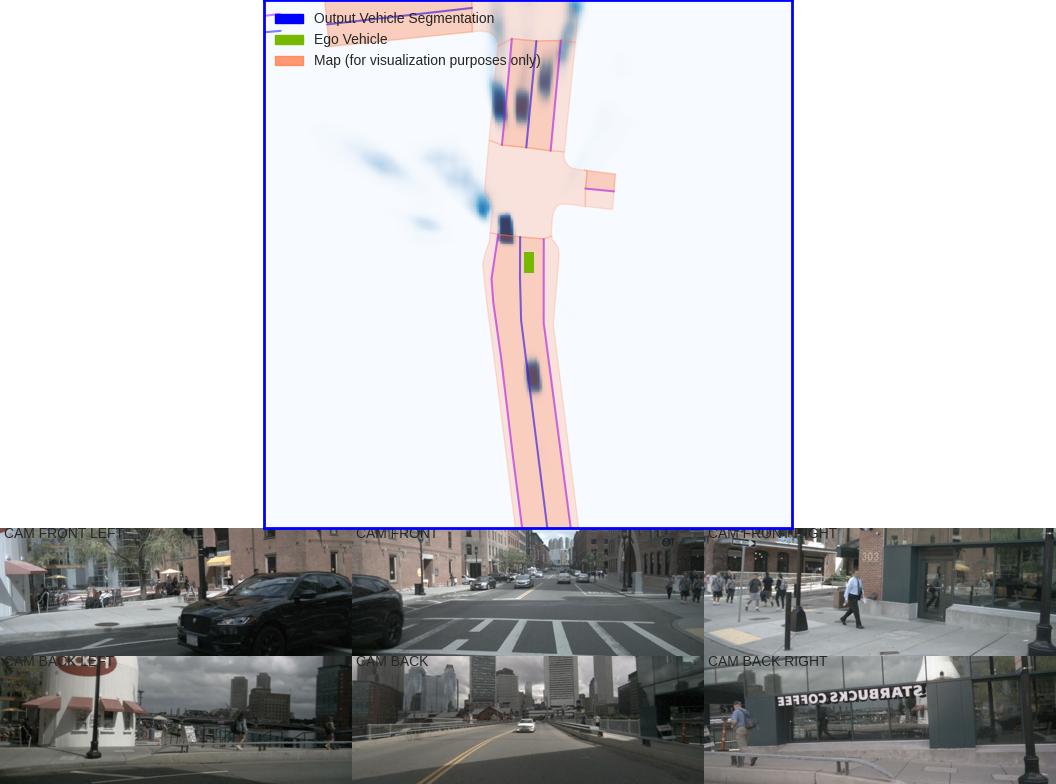 Output Vehicle Segmentation
Ego Vehicle
Map (for visualization purposes only)
CAM FRONT LEFT
CAM FRONT
CAM FRONT RIGHT
303
CAM BACK LEFT
CAM BACK
CAM BACK RIGHT
STARBUCKS COFFEE